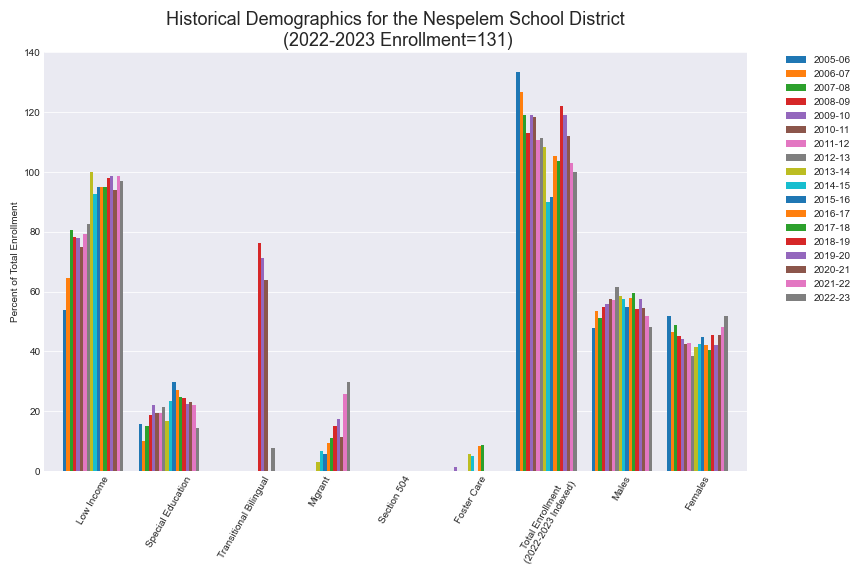 Historical Demographics for the Nespelem School District
(2022-2023 Enrollment=131)
Percent of Total Enrollment
140
120
100
80
60
40
20
0
Low Income
Special Education
Transitional Bilingual
Migrant
Section 504
Foster Care
Total Enrollment
(2022-2023 Indexed)
Males
Females
2005-06
2006-07
2007-08
2008-09
2009-10
2010-11
2011-12
2012-13
2013-14
2014-15
2015-16
2016-17
2017-18
2018-19
2019-20
2020-21
2021-22
2022-23